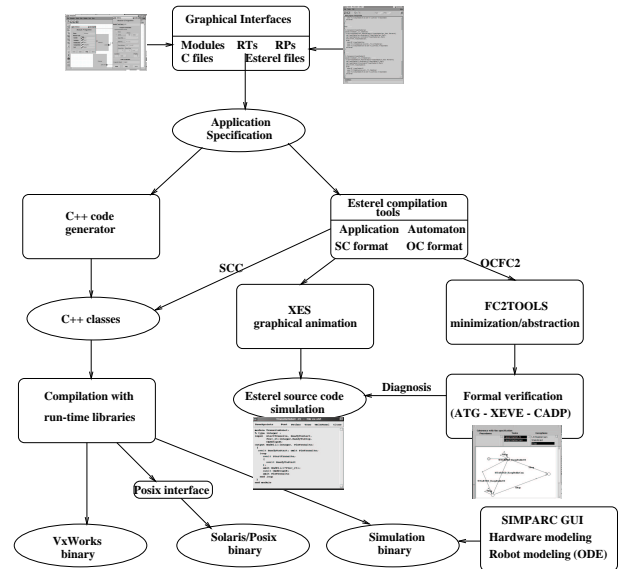 Graphical Interfaces
Modules RTs RPs
C files Esterel files
Application
Specification
C++ code
generator
Esterel compilation
tools
Application Automaton
SC format OC format
SCC
OCFC2
C++ classes
XES
graphical animation
FC2TOOLS
minimization/abstraction
Compilation with
run-time libraries
Esterel source code
simulation
Diagnosis
Formal verification
(ATG - XEVE - CADP)
Posix interface
VxWorks
binary
Solaris/Posix
binary
Simulation
binary
SIMPARC GUI
Hardware modeling
Robot modeling (ODE)